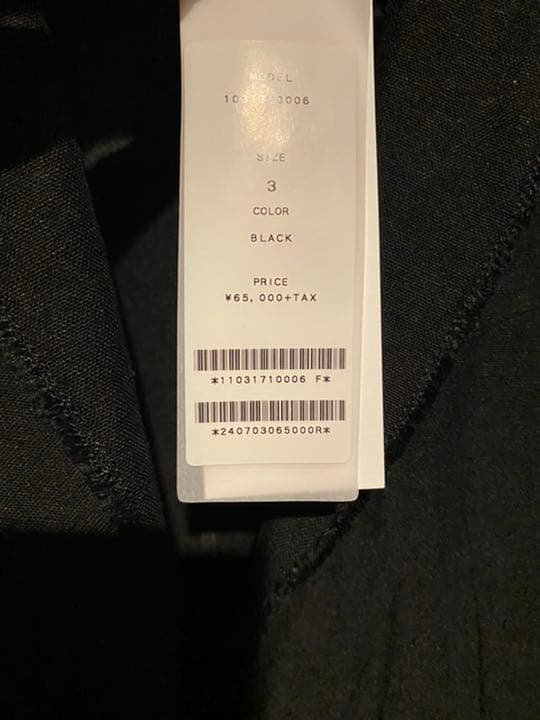 MODEL
SIZE
3
COLOR
BLACK
PRICE
¥65,000+TAX
*11031710006 F*
*240703065000R*